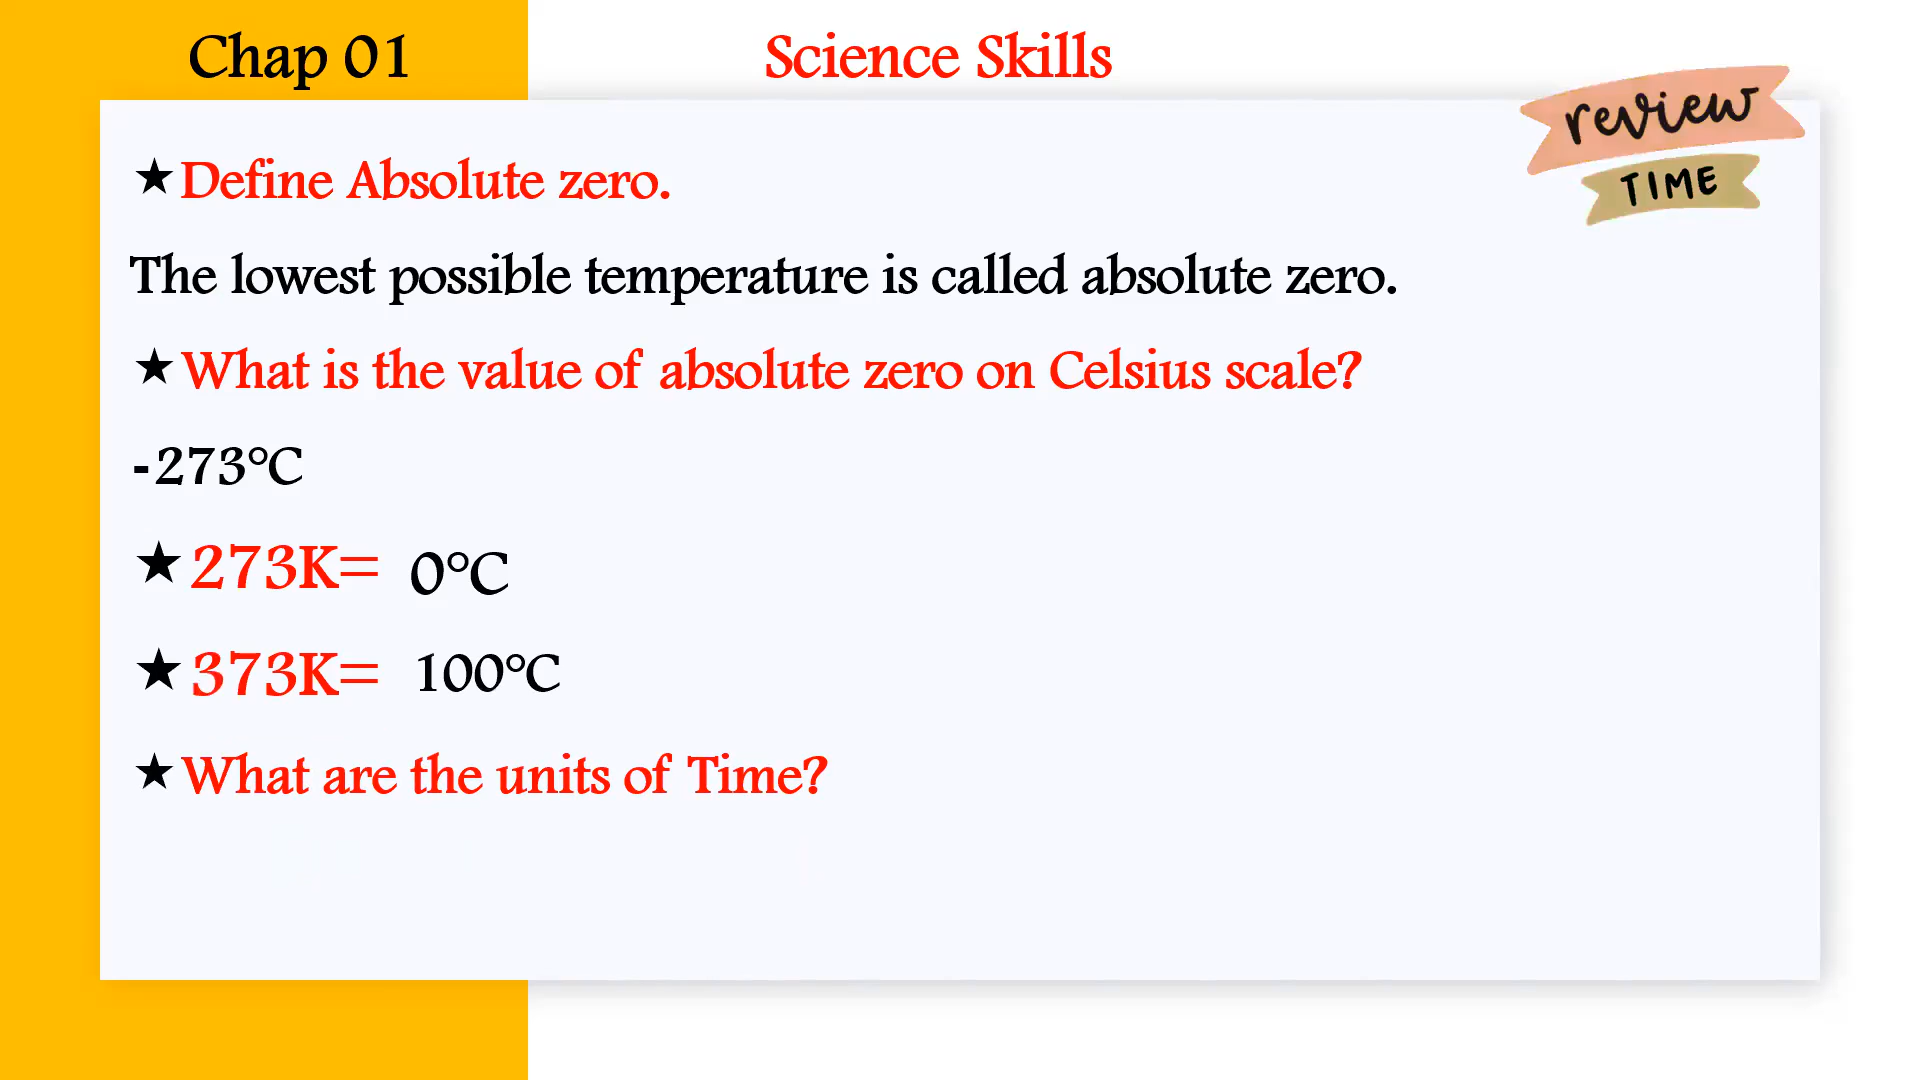 Chap 01
Science Skills
review
TIME
★Define Absolute zero.
The lowest possible temperature is called absolute zero.
★What is the value of absolute zero on Celsius scale?
-273°C
★273K= 0°C
★373K= 100°C
★What are the units of Time?